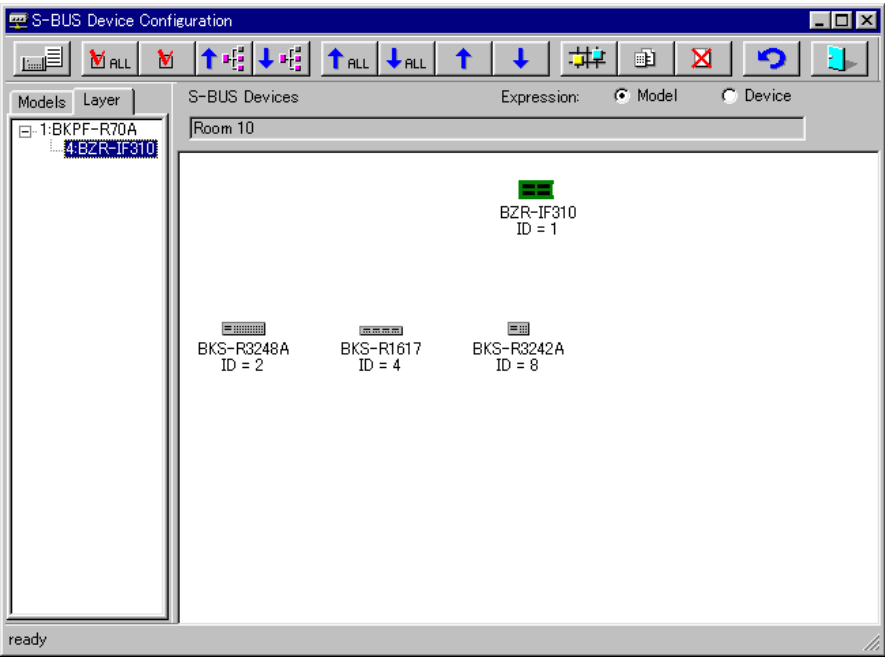 S-BUS Device Configuration
ALL ALL ALL
Models Layer
S-BUS Devices Expression: Model Device
Room 10
1:BKPF-R70A
4:BZR-IF310
BZR-IF310
ID = 1
BKS-R3248A BKS-R1617 BKS-R3242A
ID = 2 ID = 4 ID = 8
ready